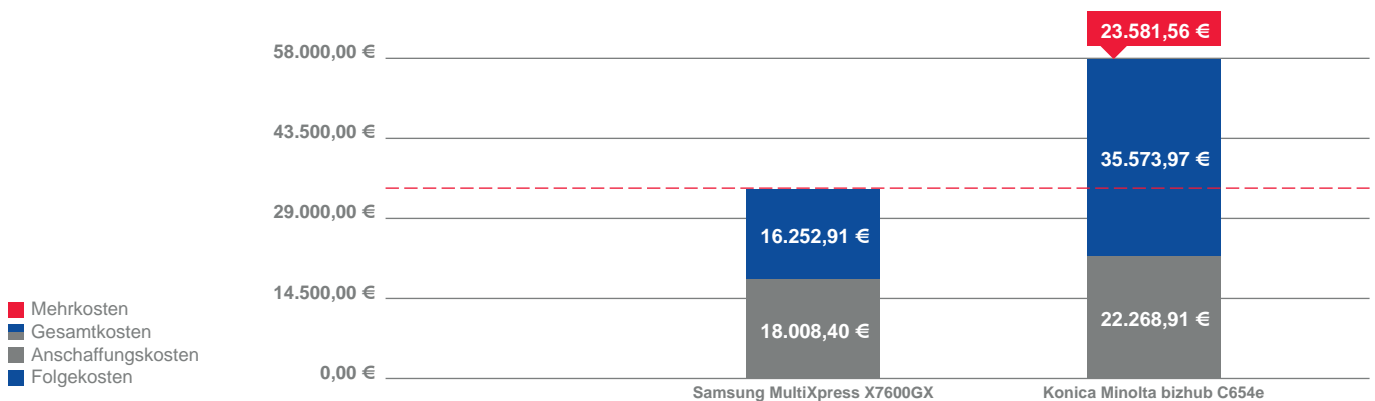 23.581,56 €
58.000,00 €
43.500,00 €
35.573,97 €
29.000,00 €
16.252,91 €
14.500,00 €
18.008,40 €
22.268,91 €
0,00 €
Mehrkosten
Gesamtkosten
Anschaffungskosten
Folgekosten
Samsung MultiXpress X7600GX
Konica Minolta bizhub C654e